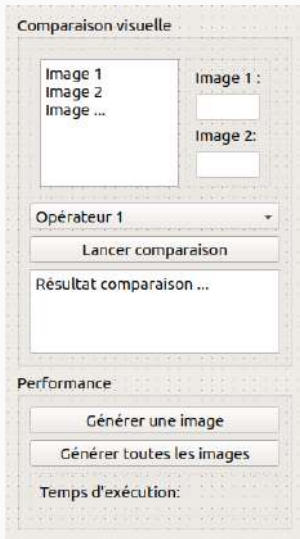 Comparaison visuelle
Image 1
Image 2
Image ...
Image 1 :
Image 2:
Opérateur 1
Lancer comparaison
Résultat comparaison ...
Performance
Générer une image
Générer toutes les images
Temps d'exécution: